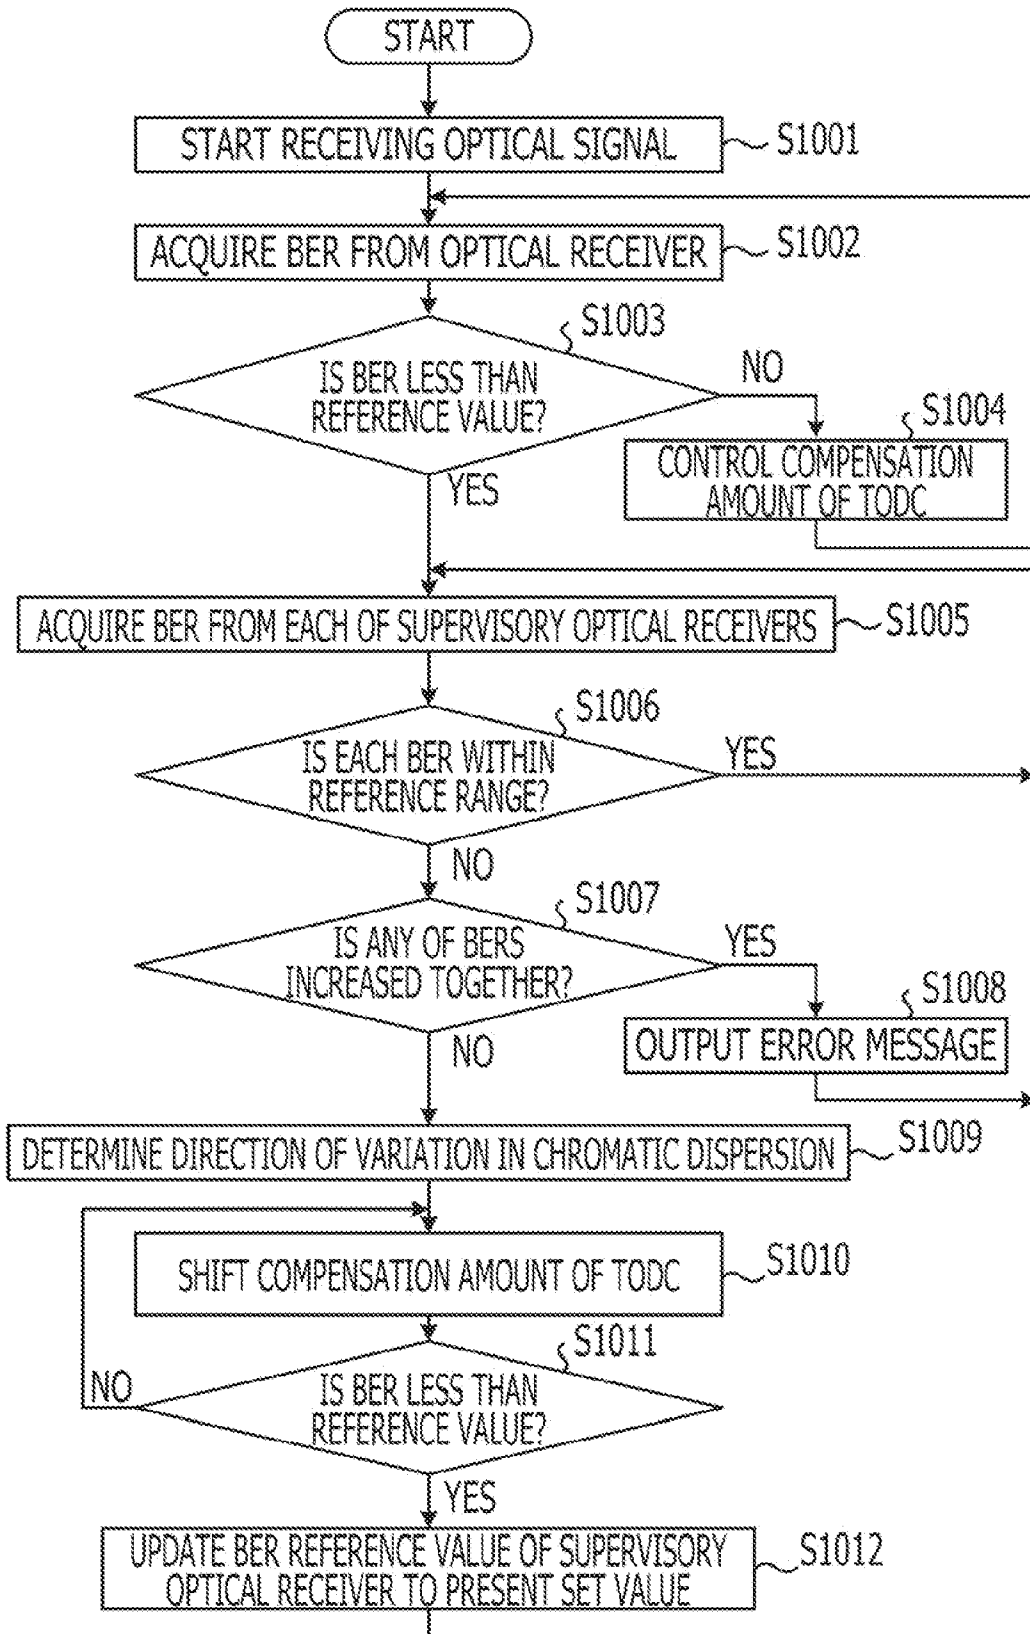 START
START RECEIVING OPTICAL SIGNAL
S1001
ACQUIRE BER FROM OPTICAL RECEIVER
S1002
S1003
IS BER LESS THAN
REFERENCE VALUE?
NO
YES
S1004
CONTROL COMPENSATION
AMOUNT OF TODC
ACQUIRE BER FROM EACH OF SUPERVISORY OPTICAL RECEIVERS
S1005
S1006
IS EACH BER WITHIN
REFERENCE RANGE?
YES
NO
S1007
IS ANY OF BERS
INCREASED TOGETHER?
YES
NO
S1008
OUTPUT ERROR MESSAGE
DETERMINE DIRECTION OF VARIATION IN CHROMATIC DISPERSION
S1009
SHIFT COMPENSATION AMOUNT OF TODC
S1010
S1011
IS BER LESS THAN
REFERENCE VALUE?
NO
YES
UPDATE BER REFERENCE VALUE OF SUPERVISORY
OPTICAL RECEIVER TO PRESENT SET VALUE
S1012